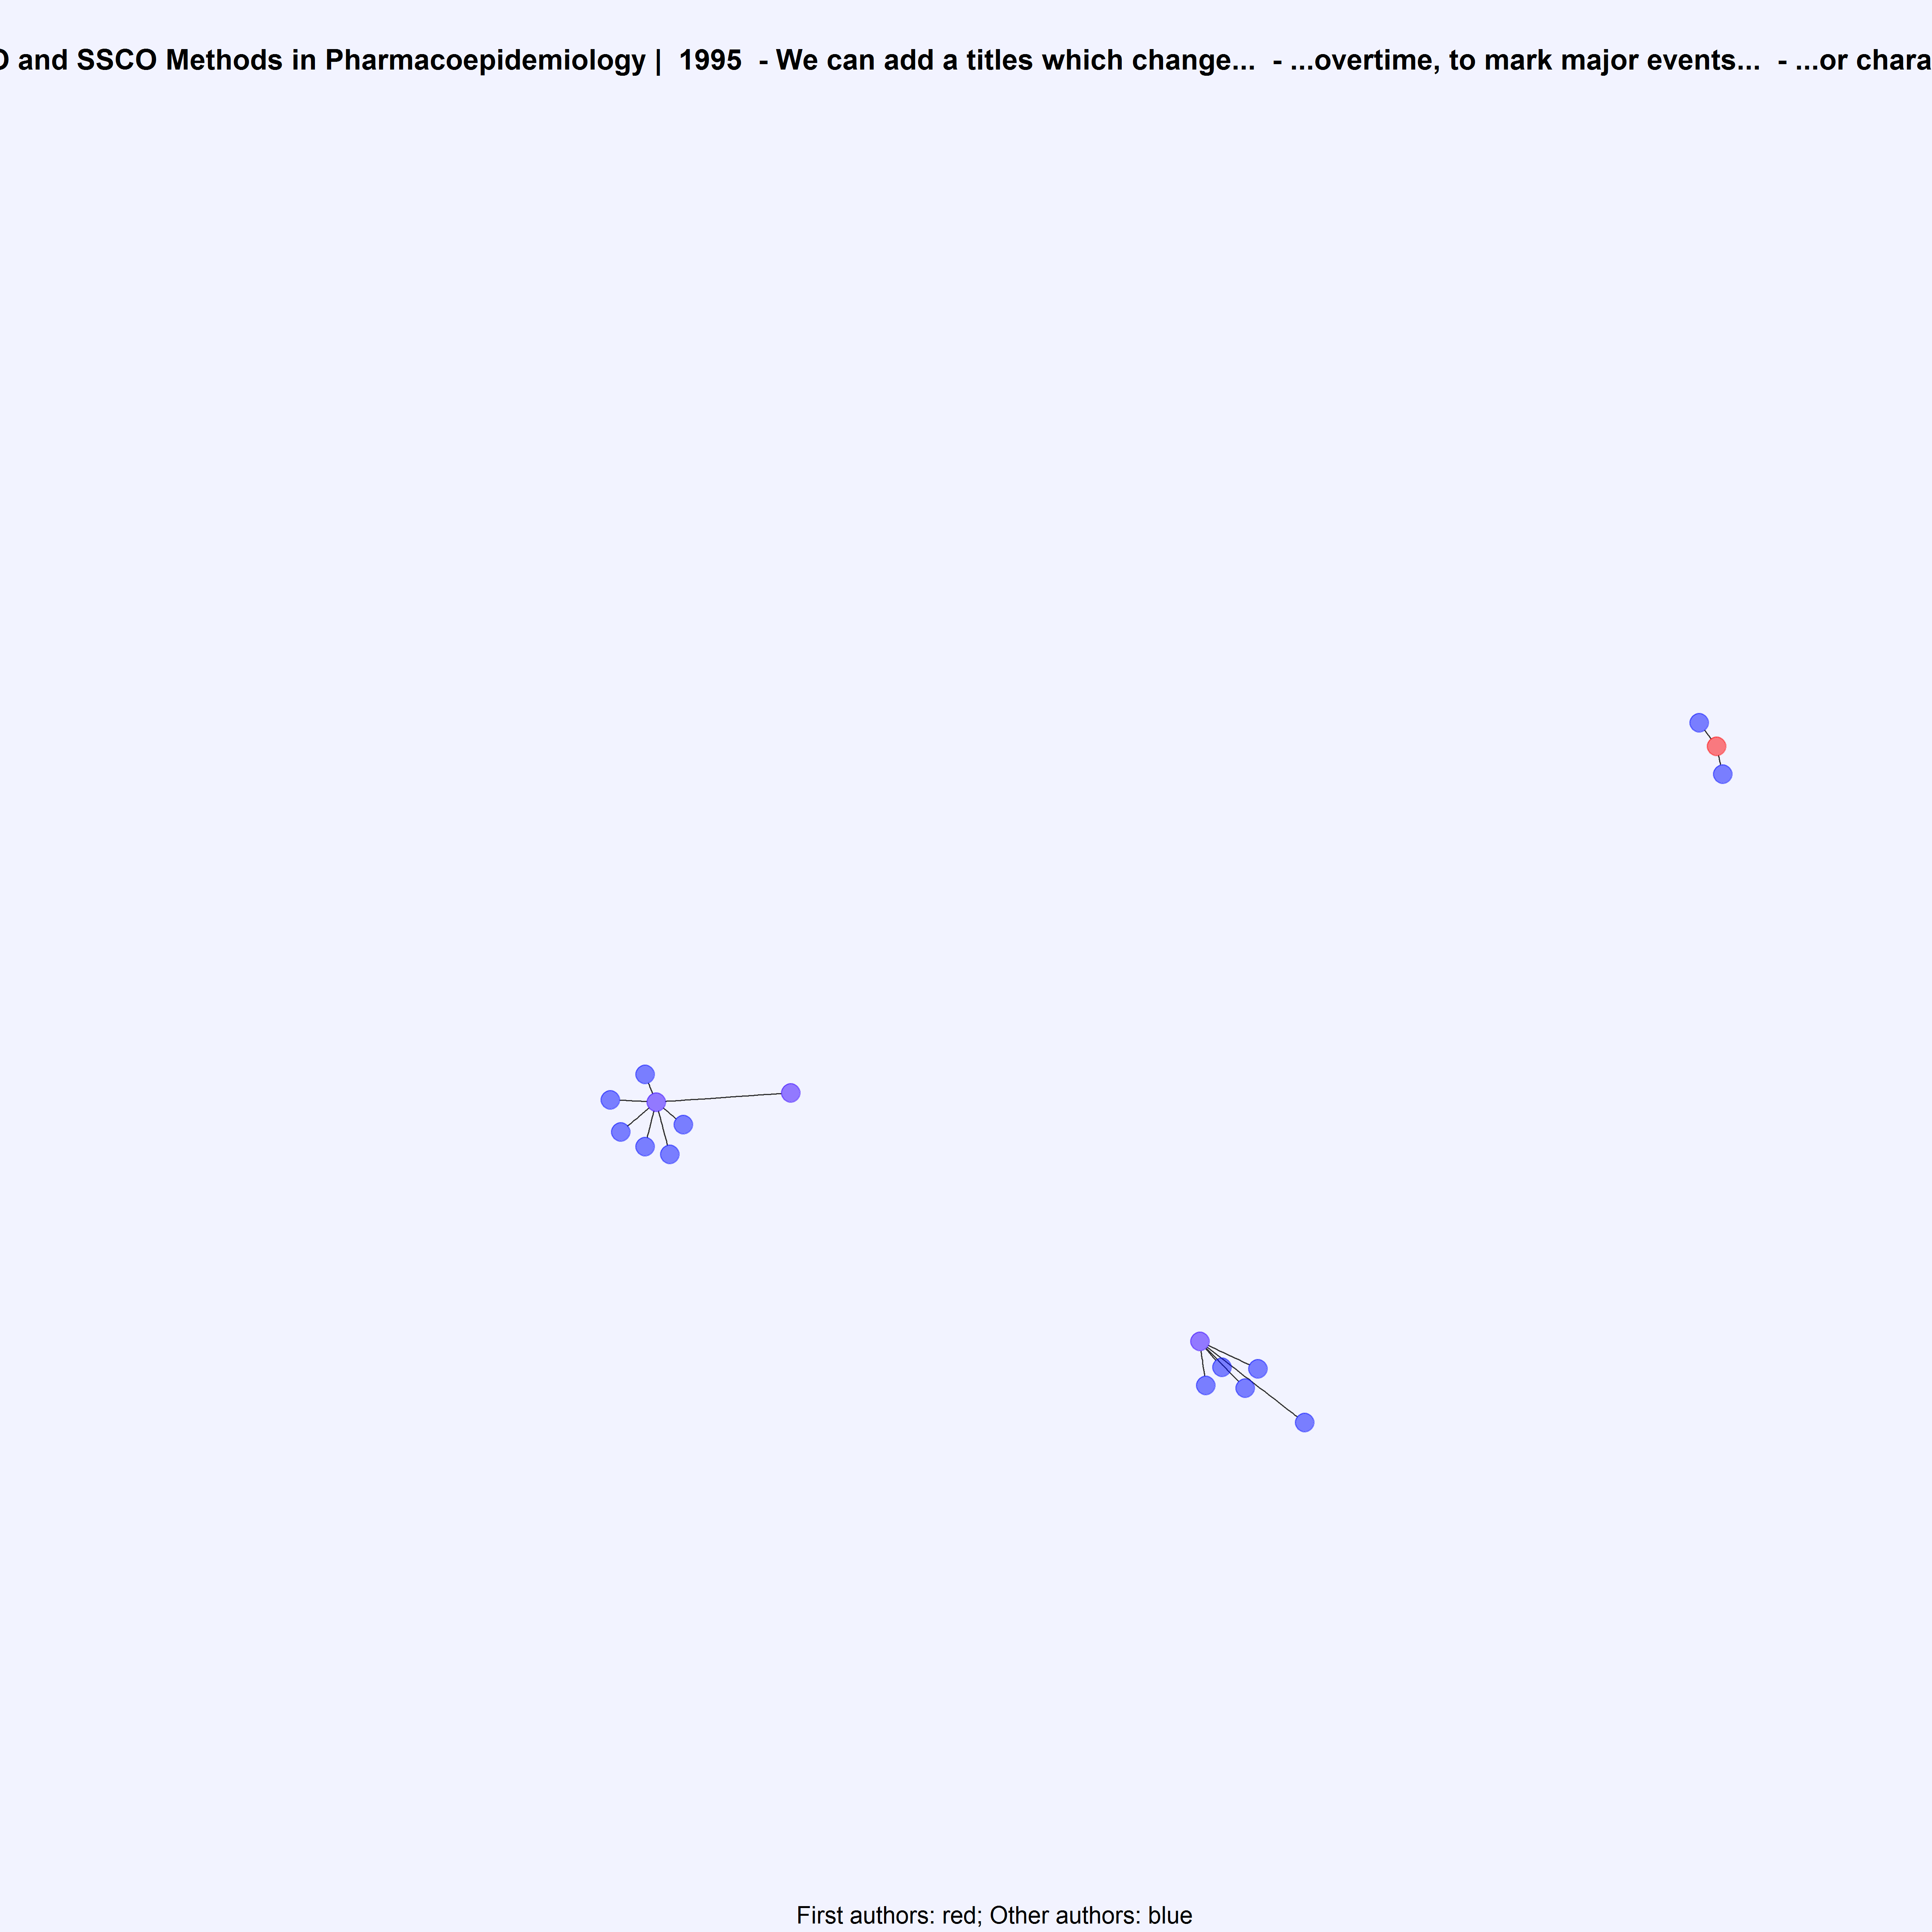 and SSCO Methods in Pharmacoepidemiology | 1995 - We can add a titles which change... - ...overtime, to mark major events... - ...or
First authors: red; Other authors: blue